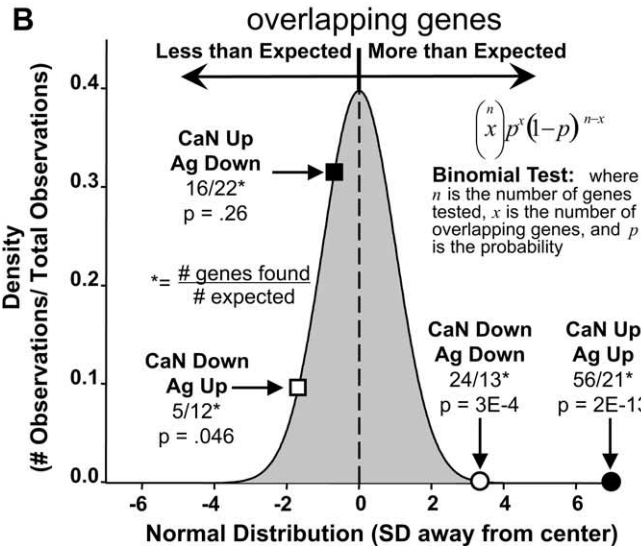 B
overlapping genes
Less than Expected
More than Expected
Density
(# Observations/ Total Observations)
0.4
0.3
0.2
0.1
0.0
CaN Up
Ag Down
16/22*
p = .26
(n x) p^x (1–p)^n–x
Binomial Test: where
n is the number of genes
tested, x is the number of
overlapping genes, and p
is the probability
*= # genes found
# expected
CaN Down
Ag Up
5/12*
p = .046
CaN Down
Ag Down
24/13*
p = 3E-4
CaN Up
Ag Up
56/21*
p = 2E-13
-6 -4 -2 0 2 4 6
Normal Distribution (SD away from center)